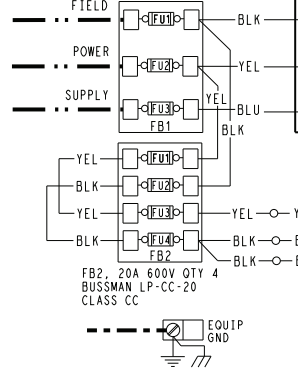 FIELD
FU1
BLK
POWER
FU2
YEL
SUPPLY
YEL
FU3
BLU
FB1
BLK
YEL
FU1
BLK
FU2
YEL
FU3
YEL
BLK
FU4
BLK
FB2
BLK
FB2, 20A 600V QTY 4
BUSSMAN LP-CC-20
CLASS CC
EQUIP
GND